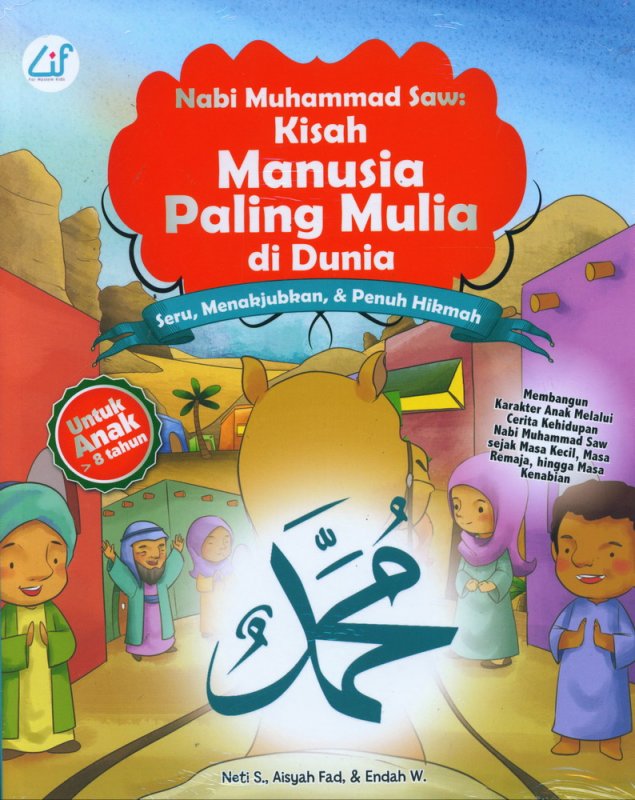 Lif
for Moslem Kids
Nabi Muhammad Saw:
Kisah
Manusia
Paling Mulia
di Dunia
Seru, Menakjubkan, & Penuh Hikmah
Untuk
Anak
> 8 tahun
Membangun
Karakter Anak Melalui
Cerita Kehidupan
Nabi Muhammad Saw
sejak Masa Kecil, Masa
Remaja, hingga Masa
Kenabian
مُحَمَّد
Neti S., Aisyah Fad, & Endah W.